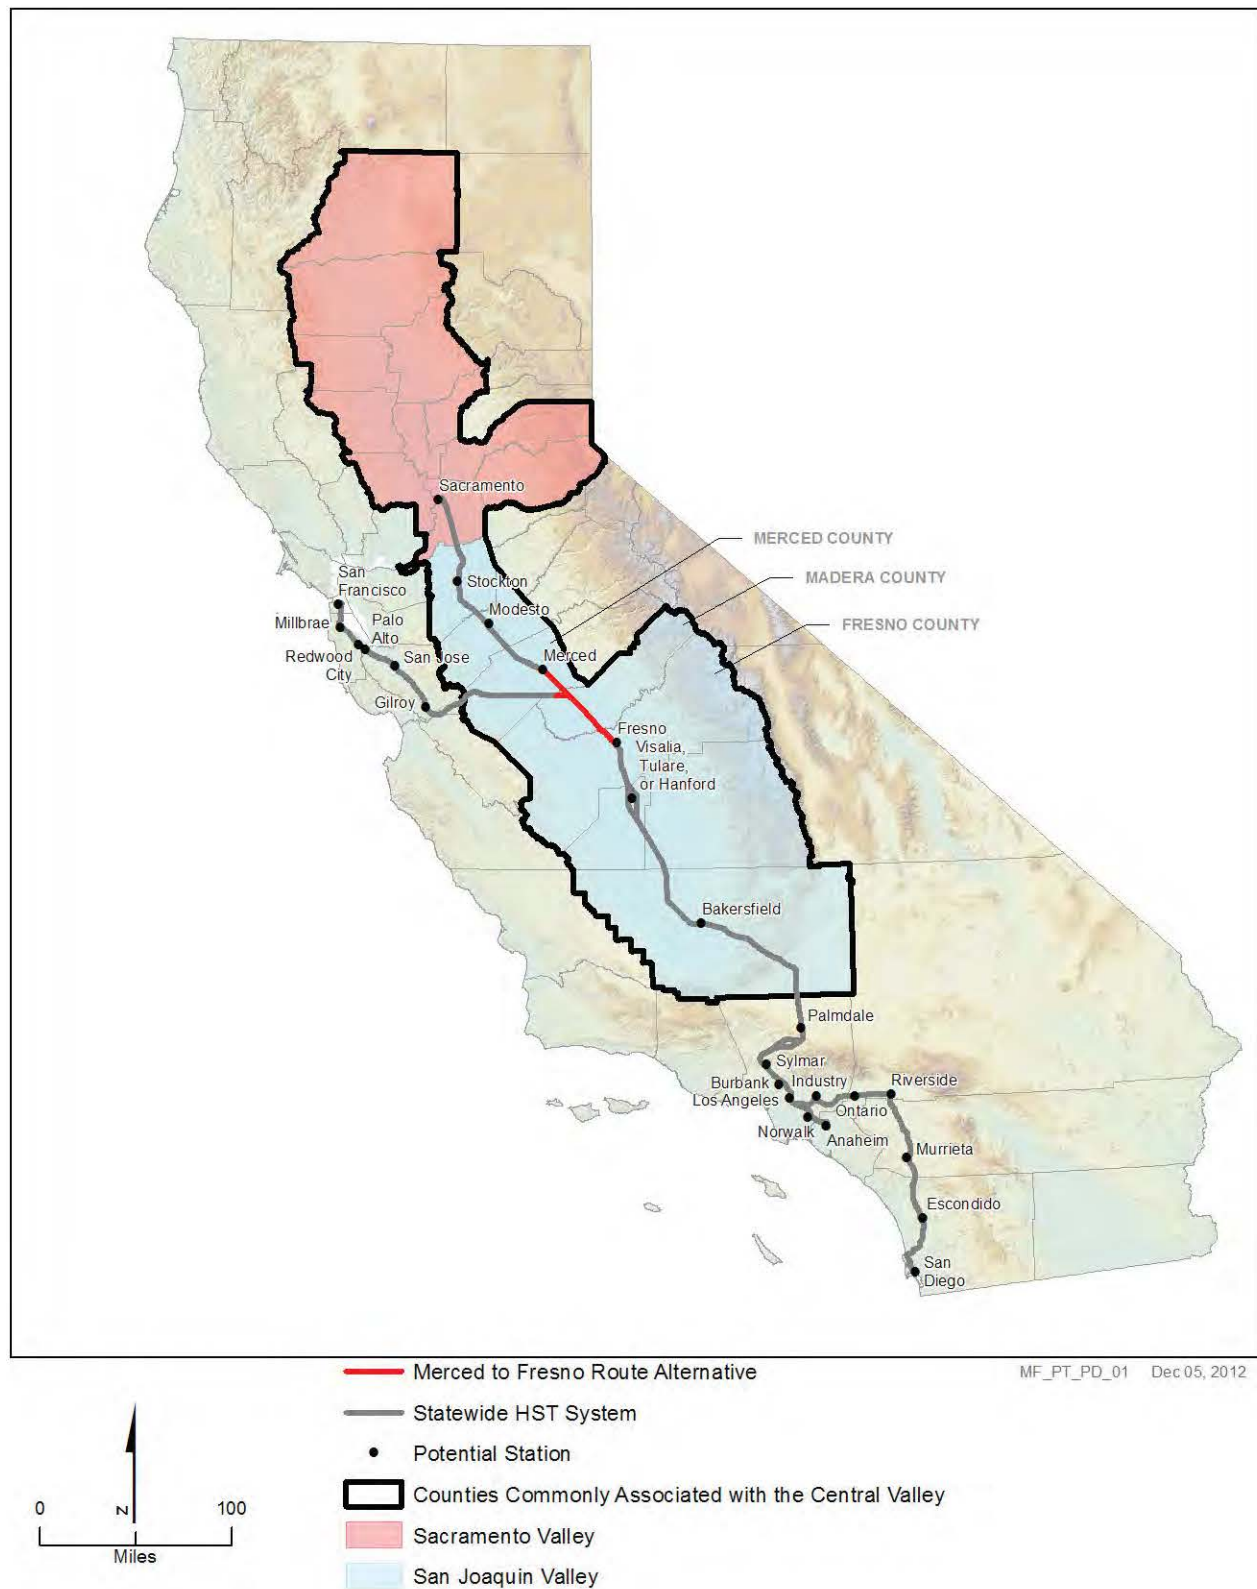 Sacramento
MERCED COUNTY
MADERA COUNTY
FRESNO COUNTY
San
Francisco
Stockton
Modesto
Millbrae
Palo
Alto
Redwood
City
San Jose
Merced
Gilroy
Fresno
Visalia,
Tulare,
or Hanford
Bakersfield
Palmdale
Sylmar
Burbank
Industry
Riverside
Los Angeles
Ontario
Norwalk
Anaheim
Murrieta
Escondido
San
Diego
Merced to Fresno Route Alternative
MF_PT_PD_01 Dec 05, 2012
Statewide HST System
Potential Station
Counties Commonly Associated with the Central Valley
Sacramento Valley
San Joaquin Valley
0 100
N
Miles